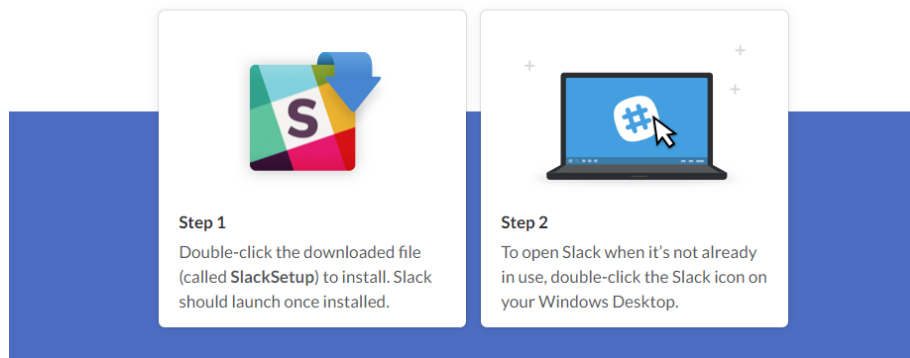 S
Step 1
Double-click the downloaded file
(called SlackSetup) to install. Slack
should launch once installed.
#
Step 2
To open Slack when it’s not already
in use, double-click the Slack icon on
your Windows Desktop.